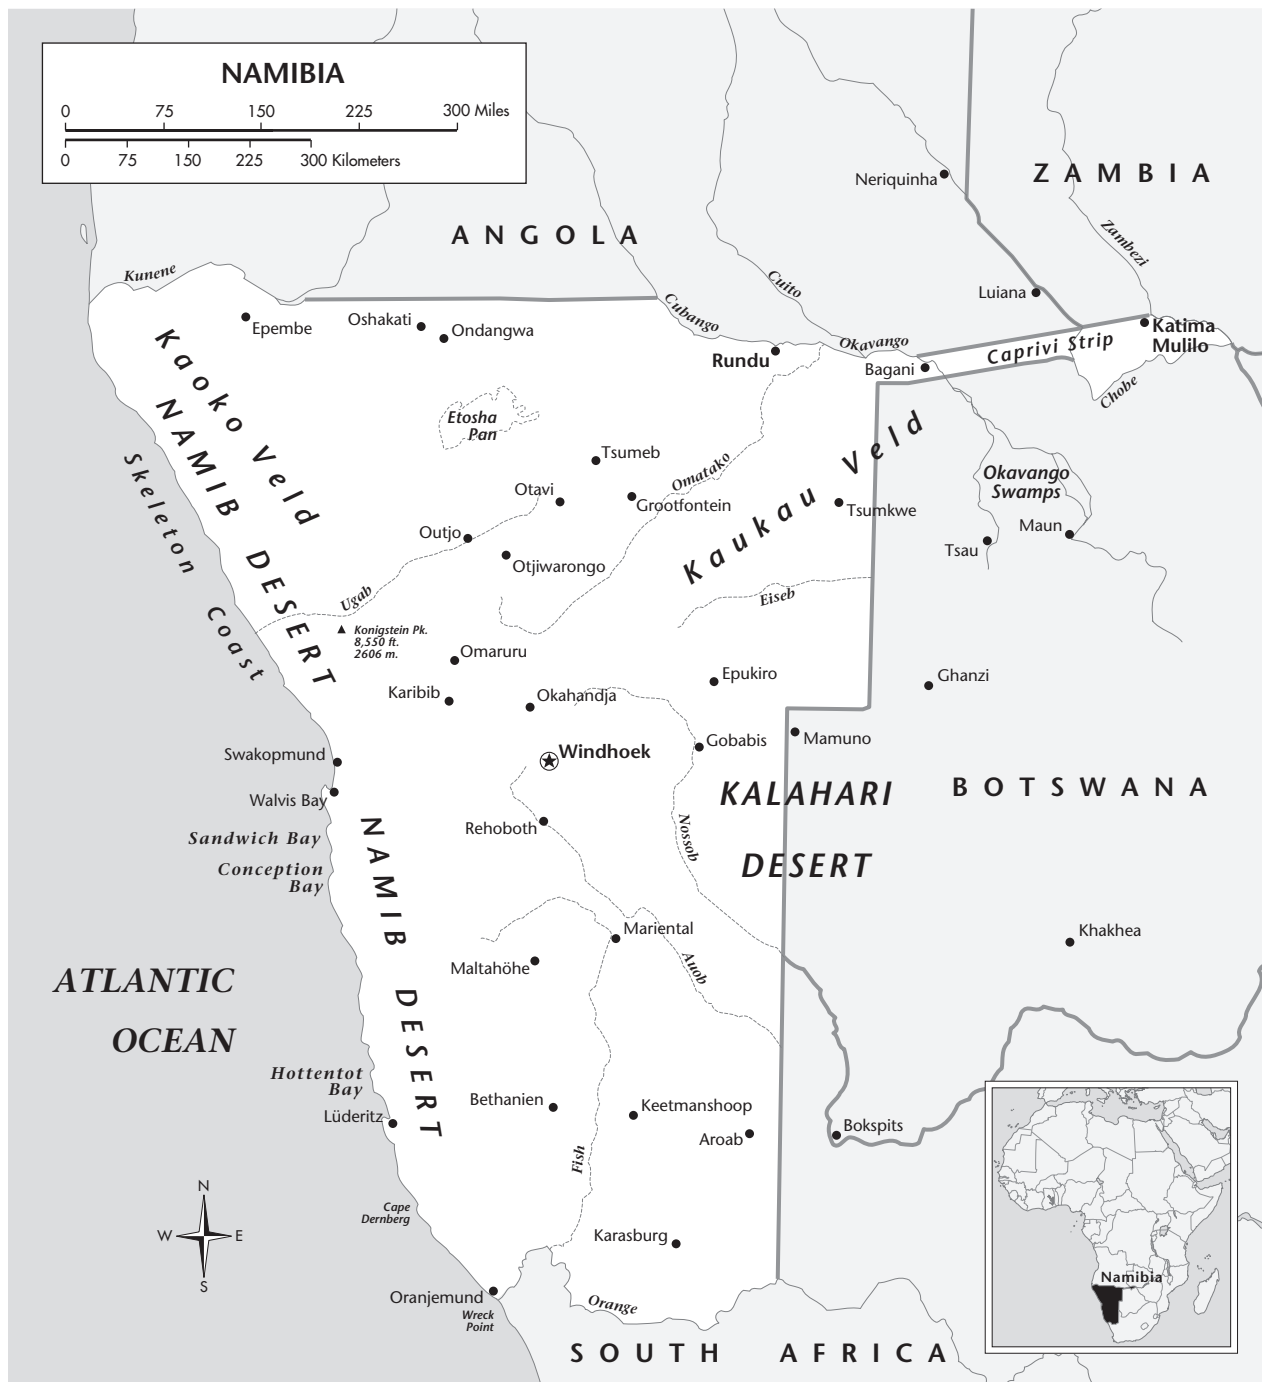 NAMIBIA
0 75 150 225 300 Miles
0 75 150 225 300 Kilometers
ZAMBIA
Neriquinha
ANGOLA
Zambezi
Kunene
Cuito
Luiana
Cubango
Epembe
Oshakati
Ondangwa
Rundu
Okavango
Bagani
Caprivi Strip
Katima
Mulilo
Chobe
Kaoko Veld
NAMIB DESERT
Skeleton Coast
Etosha
Pan
Tsumeb
Omatako
Kaukau Veld
Okavango
Swamps
Otavi
Grootfontein
Tsumkwe
Maun
Tsau
Outjo
Otjiwarongo
Ugab
Eiseb
Konigstein Pk.
8,550 ft.
2606 m.
Omaruru
Epukiro
Ghanzi
Karibib
Okahandja
Swakopmund
Windhoek
Gobabis
Mamuno
Walvis Bay
KALAHARI
DESERT
BOTSWANA
Sandwich Bay
Rehoboth
Nossob
Conception
Bay
NAMIB DESERT
Mariental
Khakhea
Maltahöhe
Auob
ATLANTIC
OCEAN
Hottentot
Bay
Lüderitz
Bethanien
Keetmanshoop
Aroab
Bokspits
Fish
Cape
Dernberg
N
W E
S
Karasburg
Oranjemund
Wreck
Point
Orange
SOUTH AFRICA
Namibia